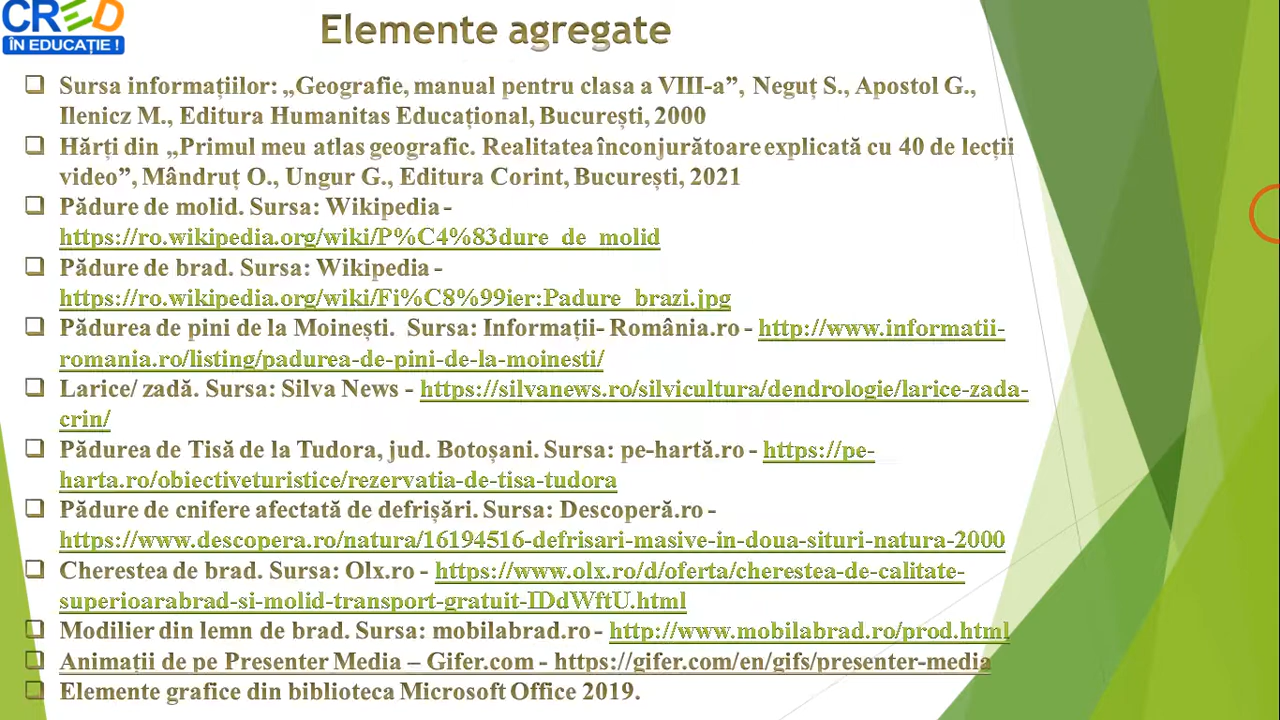 CRED
ÎN EDUCAȚIE !
Elemente agregate
Sursa informațiilor: „Geografie, manual pentru clasa a VIII-a”, Neguț S., Apostol G.,
Ilenicz M., Editura Humanitas Educațional, București, 2000
Hărți din „Primul meu atlas geografic. Realitatea înconjurătoare explicată cu 40 de lecții
video”, Mândruț O., Ungur G., Editura Corint, București, 2021
Pădure de molid. Sursa: Wikipedia -
https://ro.wikipedia.org/wiki/P%C4%83dure_de_molid
Pădure de brad. Sursa: Wikipedia -
https://ro.wikipedia.org/wiki/Fi%C8%99ier:Padure_brazi.jpg
Pădurea de pini de la Moinești. Sursa: Informații- România.ro - http://www.informatii-
romania.ro/listing/padurea-de-pini-de-la-moinesti/
Larice/ zadă. Sursa: Silva News - https://silvanews.ro/silvicultura/dendrologie/larice-zada-
crin/
Pădurea de Tisă de la Tudora, jud. Botoșani. Sursa: pe-hartă.ro - https://pe-
harta.ro/obiectiveturistice/rezervatia-de-tisa-tudora
Pădure de cnifere afectată de defrișări. Sursa: Descoperă.ro -
https://www.descopera.ro/natura/16194516-defrisari-masive-in-doua-situri-natura-2000
Cherestea de brad. Sursa: Olx.ro - https://www.olx.ro/d/oferta/cherestea-de-calitate-
superioarabrad-si-molid-transport-gratuit-IDdWftU.html
Modilier din lemn de brad. Sursa: mobilabrad.ro - http://www.mobilabrad.ro/prod.html
Animații de pe Presenter Media – Gifer.com - https://gifer.com/en/gifs/presenter-media
Elemente grafice din biblioteca Microsoft Office 2019.